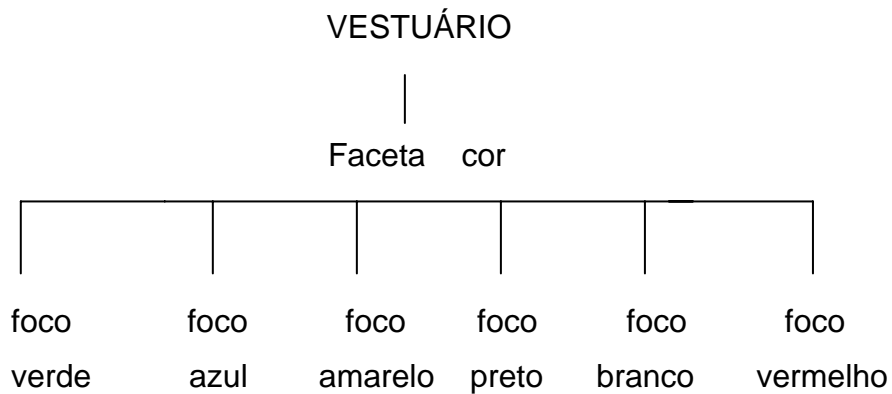 VESTUÁRIO
Faceta cor
foco foco foco foco foco foco
verde azul amarelo preto branco vermelho